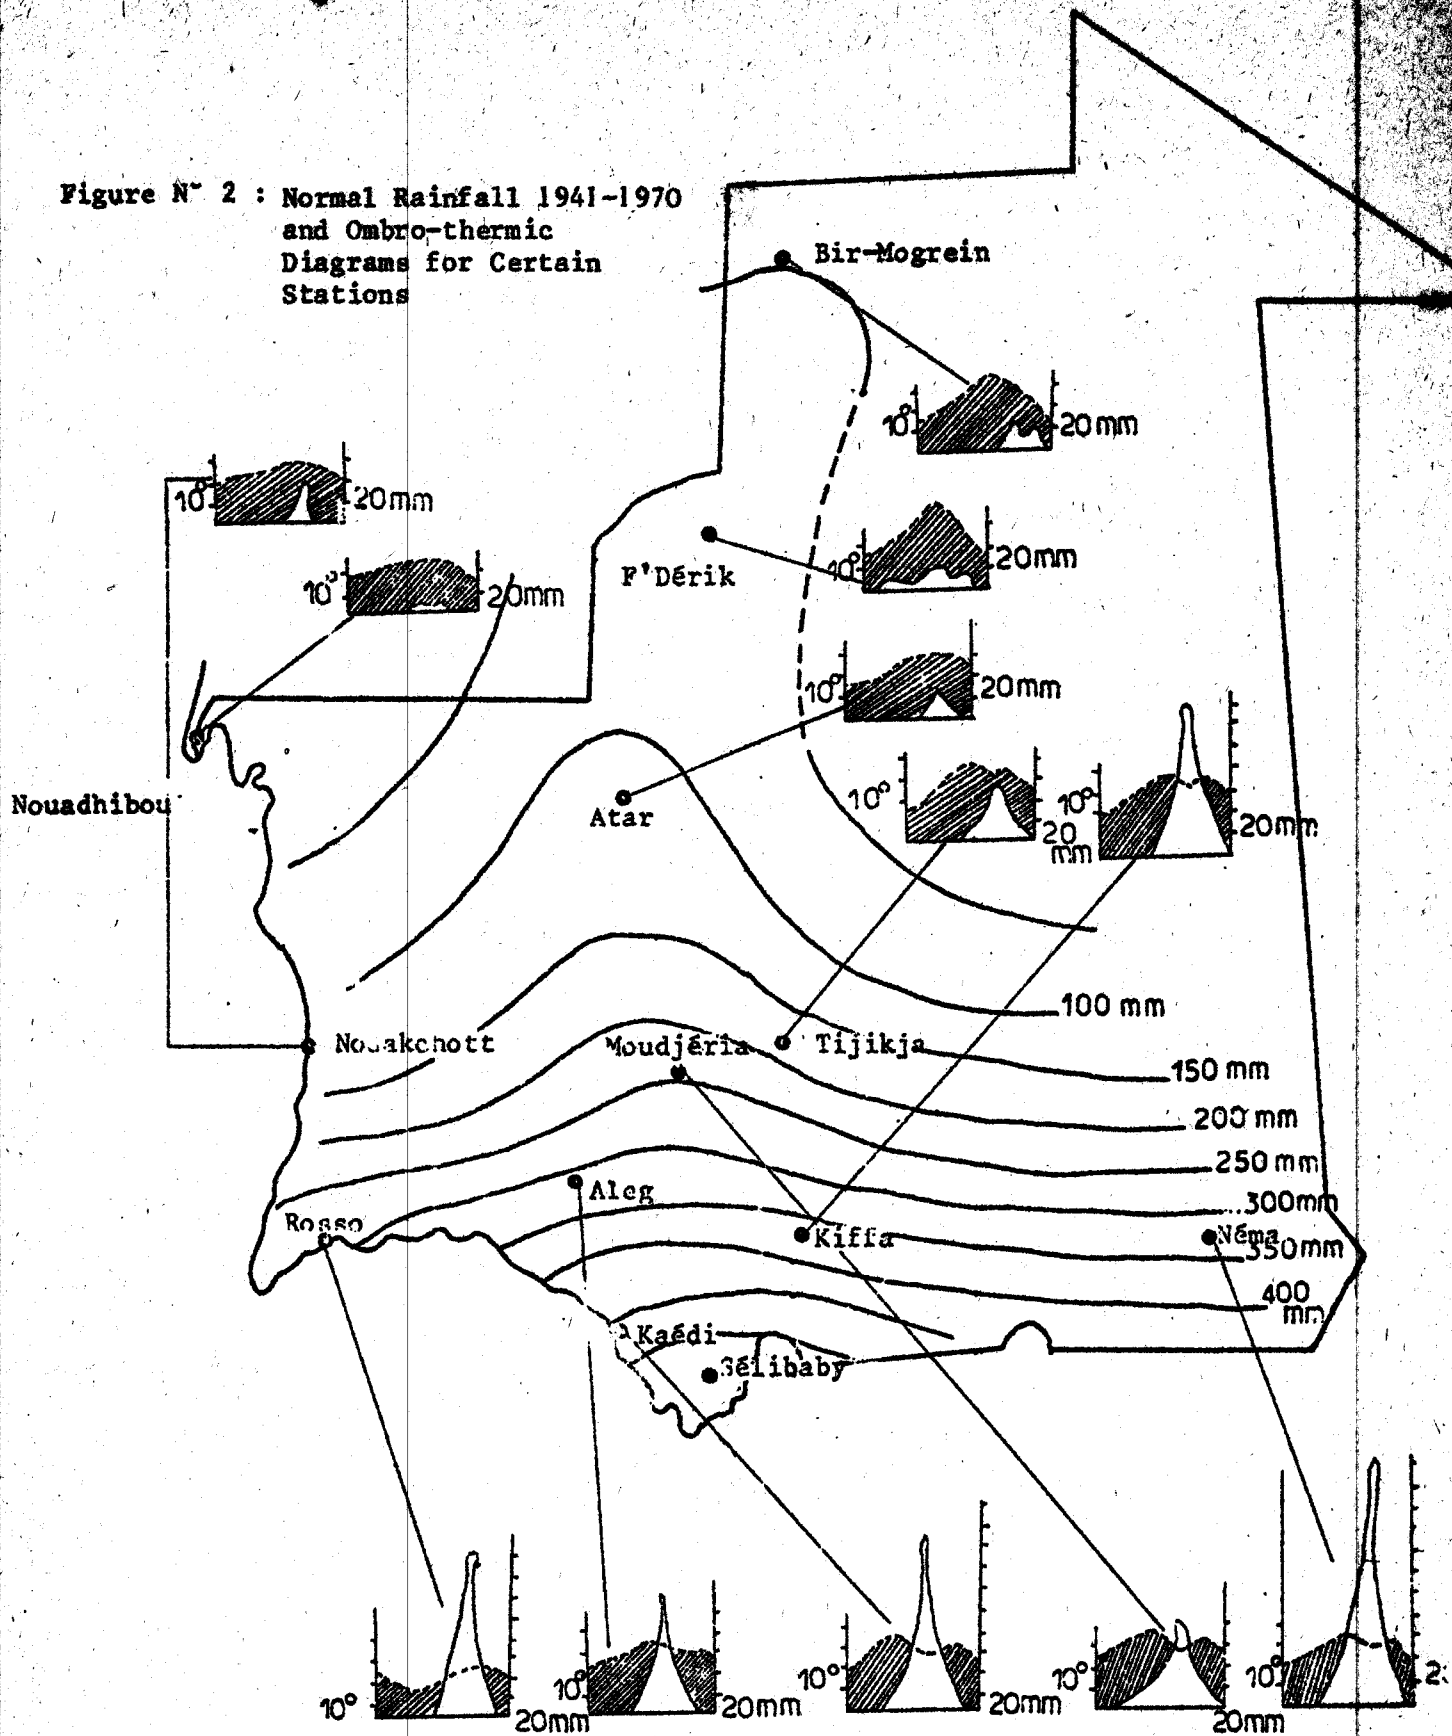 Figure N° 2 : Normal Rainfall 1941-1970
and Ombro-thermic
Diagrams for Certain
Stations
Bir-Mogrein
10° 20mm
10° 20mm
F'Dérik
10° 20mm
10° 20mm
10° 20mm
Nouadhibou
Atar
10° 20
mm
10° 20mm
100 mm
Nouakchott
Moudjéria
Tijikja
150 mm
200 mm
250 mm
Aleg
300mm
Rosso
Kiffa
Néma
350mm
400
mm
Kaédi
Sélibaby
10° 20mm
10° 20mm
10° 20mm
10° 20mm
10°